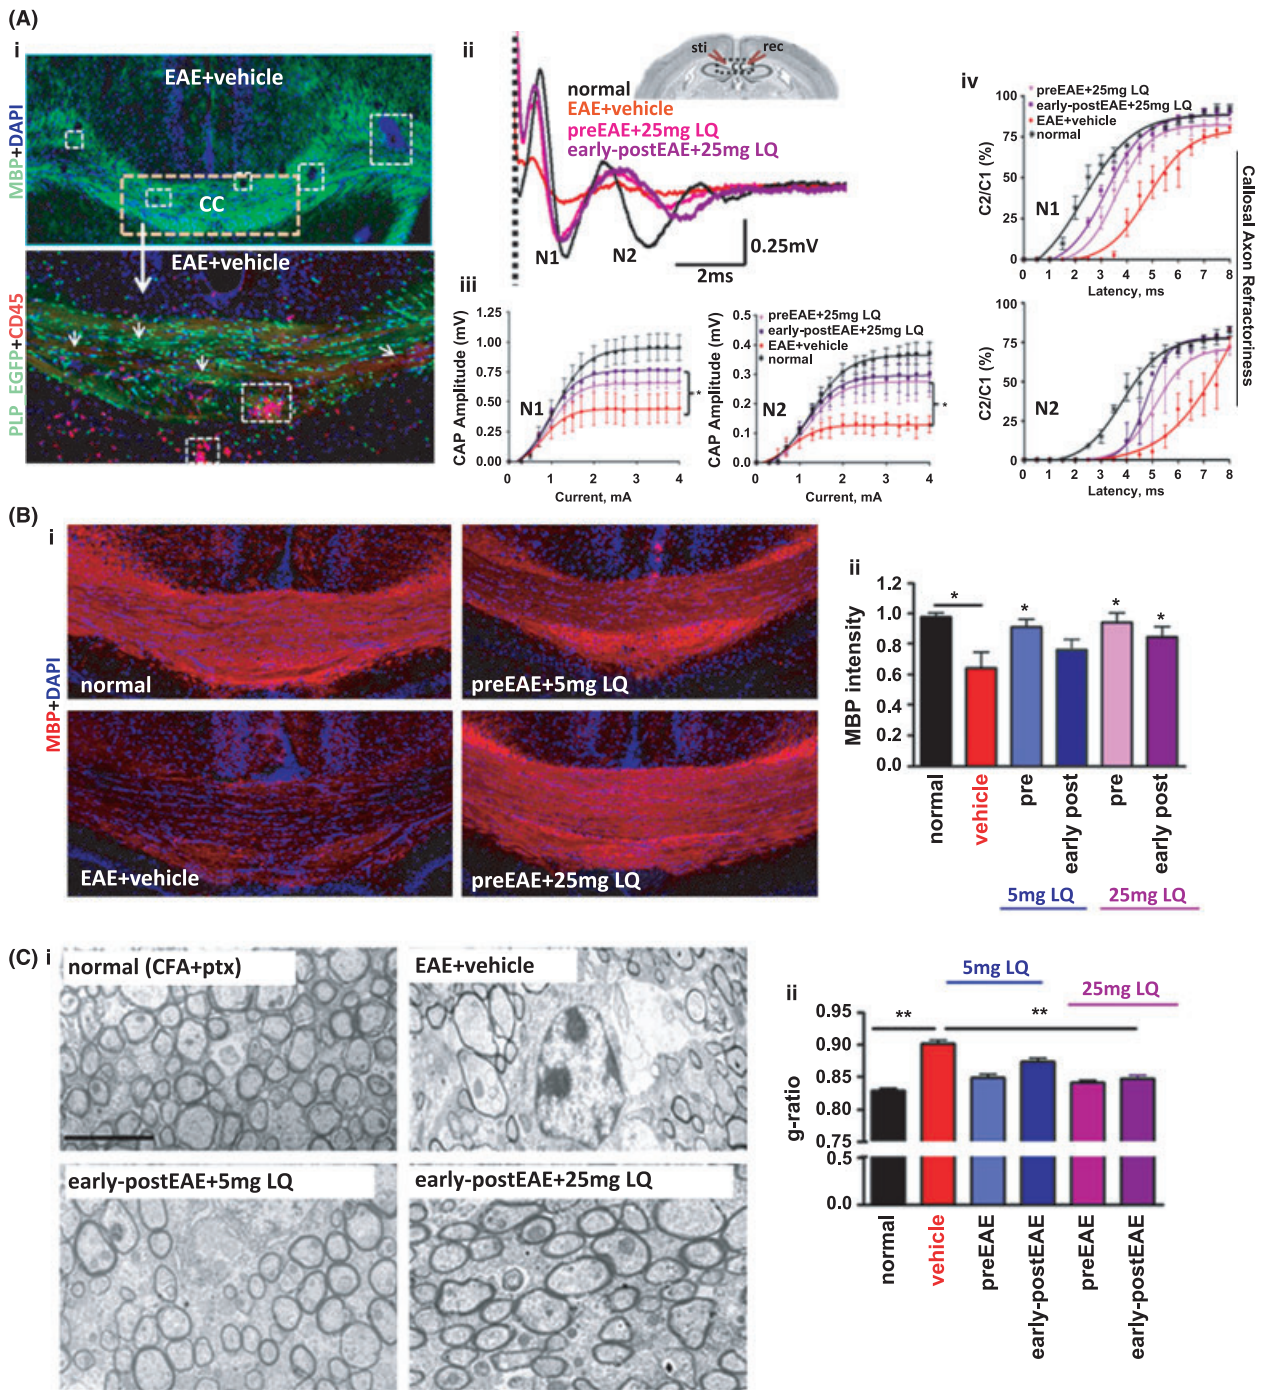 (A)
i
EAE+vehicle
MBP+DAPI
CC
EAE+vehicle
PLP_EGFP+CD45
ii
sti
rec
CC
normal
EAE+vehicle
preEAE+25mg LQ
early-postEAE+25mg LQ
N1
N2
0.25mV
2ms
iii
CAP Amplitude (mV)
1.25
1.00
0.75
0.50
0.25
0.00
N1
*
0 1 2 3 4
Current, mA
CAP Amplitude (mV)
0.5
0.4
0.3
0.2
0.1
0.0
preEAE+25mg LQ
early-postEAE+25mg LQ
EAE+vehicle
normal
N2
*
0 1 2 3 4
Current, mA
iv
C2/C1 (%)
100
75
50
25
0
preEAE+25mg LQ
early-postEAE+25mg LQ
EAE+vehicle
normal
N1
0 1 2 3 4 5 6 7 8
Latency, ms
C2/C1 (%)
100
75
50
25
0
N2
0 1 2 3 4 5 6 7 8
Latency, ms
Callosal Axon Refractoriness
(B)
i
MBP+DAPI
normal
preEAE+5mg LQ
EAE+vehicle
preEAE+25mg LQ
ii
MBP intensity
1.2
1.0
0.8
0.6
0.4
0.2
0.0
* * * *
normal
vehicle
pre
early post
pre
early post
5mg LQ
25mg LQ
(C)
i
normal (CFA+ptx)
EAE+vehicle
early-postEAE+5mg LQ
early-postEAE+25mg LQ
ii
5mg LQ
25mg LQ
** **
g-ratio
0.95
0.90
0.85
0.80
0.75
0.5
0.0
normal
vehicle
preEAE
early-postEAE
preEAE
early-postEAE